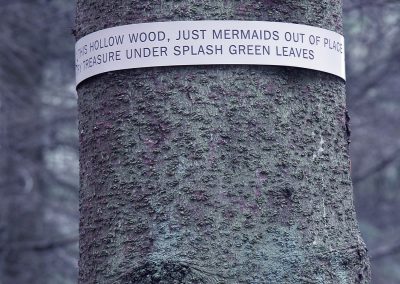 THIS HOLLOW WOOD, JUST MERMAIDS OUT OF PLACE
TREASURE UNDER SPLASH GREEN LEAVES